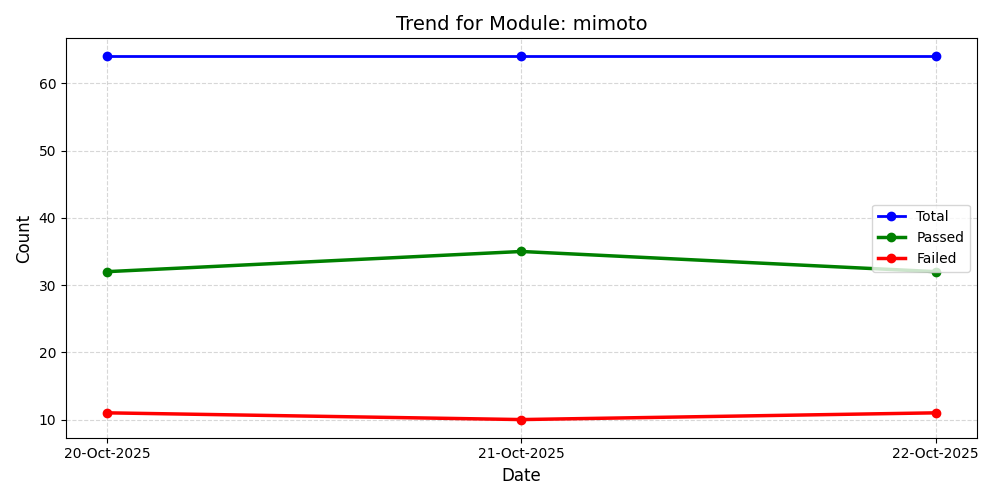 Trend for Module: mimoto
Count
60
50
40
30
20
10
Total
Passed
Failed
20-Oct-2025
21-Oct-2025
22-Oct-2025
Date